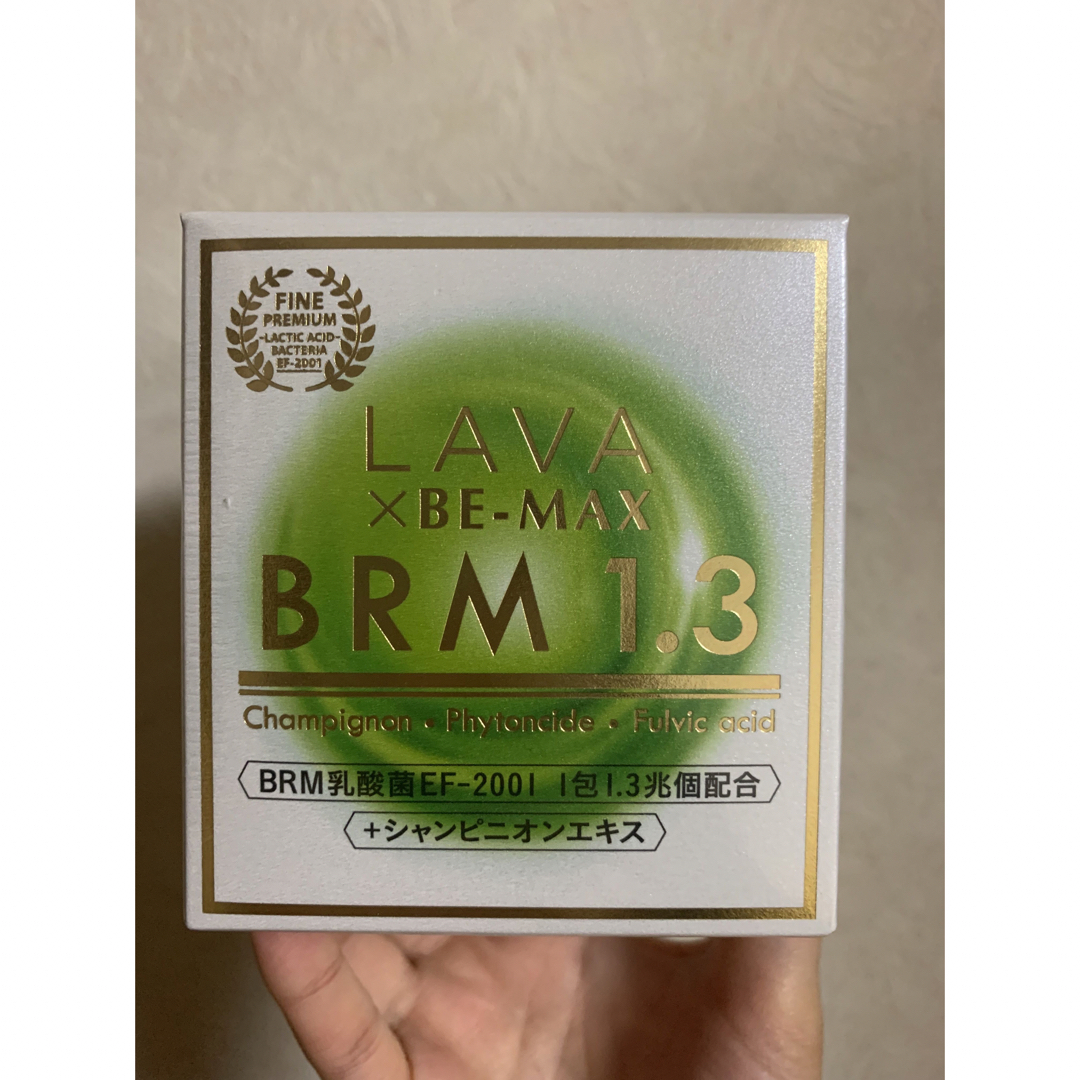 FINE
PREMIUM
-LACTIC ACID-
BACTERIA
EF-2001
LAVA
×BE-MAX
BRM 1.3
Champignon • Phytoncide • Fulvic acid
BRM乳酸菌EF-2001 1包1.3兆個配合
+シャンピニオンエキス